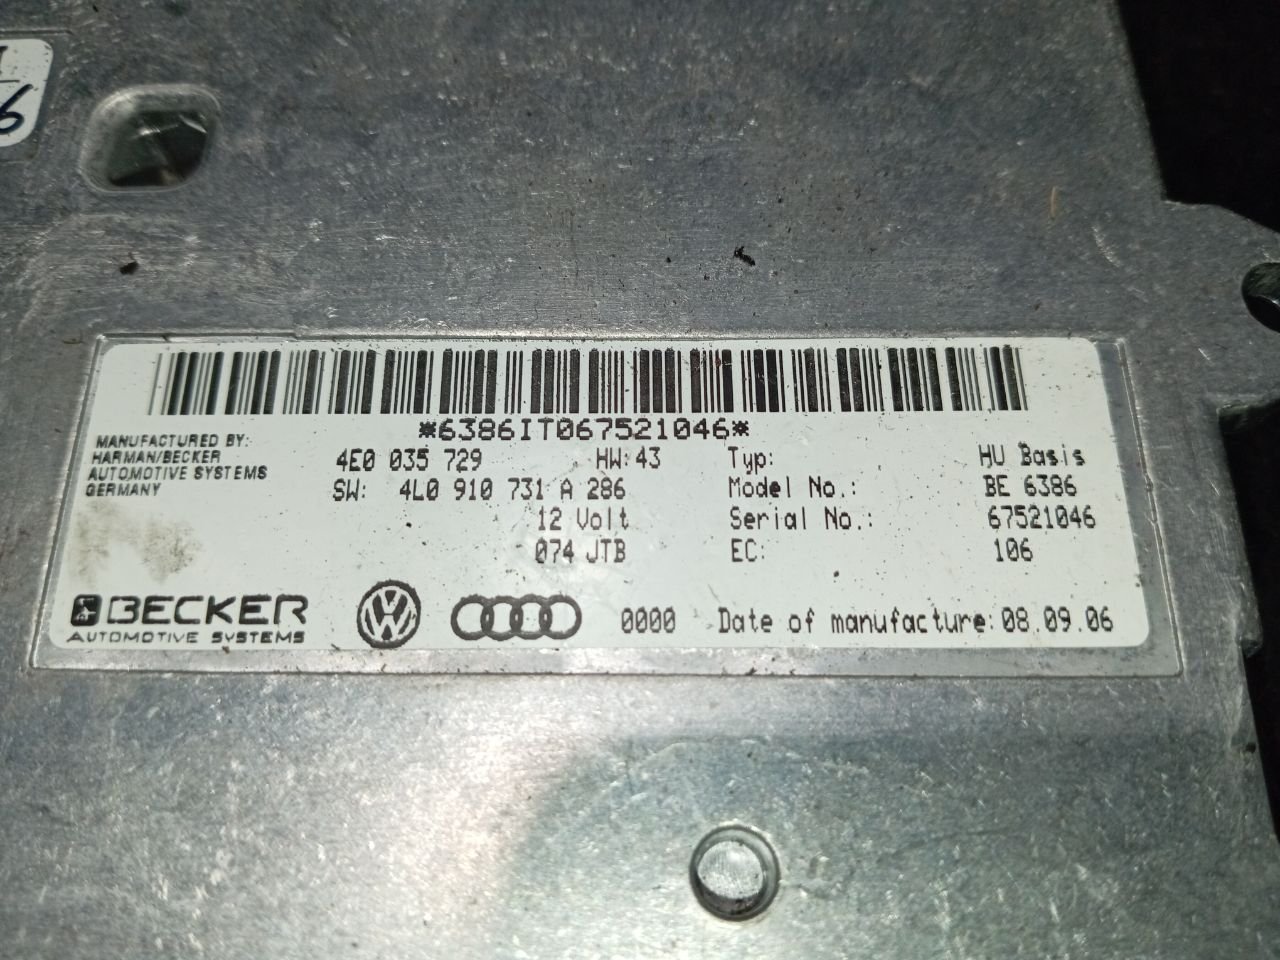 6
*6386IT067521046*
MANUFACTURED BY:
HARMAN/BECKER
AUTOMOTIVE SYSTEMS
GERMANY
4E0 035 729 HW:43
SW: 4L0 910 731 A 286
12 Volt
074 JTB
Typ: HU Basis
Model No.: BE 6386
Serial No.: 67521046
EC: 106
BECKER
AUTOMOTIVE SYSTEMS
VW
0000 Date of manufacture: 08.09.06